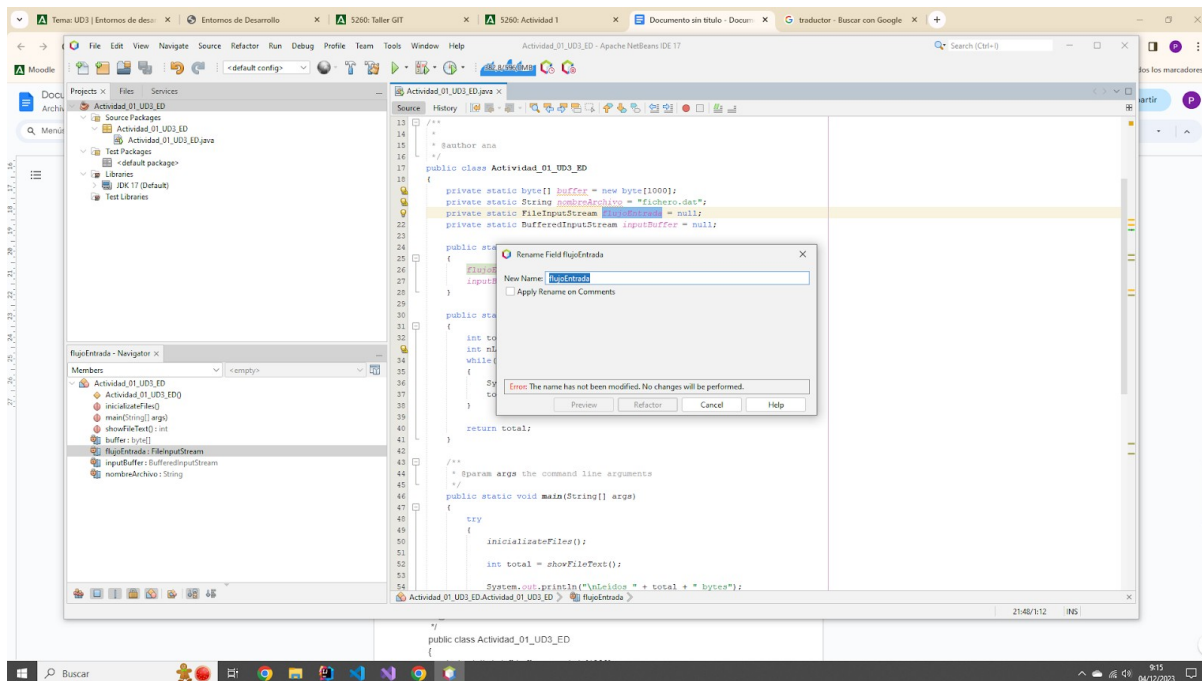 Tema: UD3 | Entornos de desar
Entornos de Desarrollo
5260: Taller GIT
5260: Actividad 1
Documento sin título - Docum
traductor - Buscar con Google
File Edit View Navigate Source Refactor Run Debug Profile Team Tools Window Help
Actividad_01_UD3_ED - Apache NetBeans IDE 17
Search (Ctrl+I)
Moodle
<default config>
dos los marcadores
Docu
Archiv
Menú
artir
P
Projects Files Services
Actividad_01_UD3_ED
Source Packages
Actividad_01_UD3_ED
Actividad_01_UD3_ED.java
Test Packages
<default package>
Libraries
JDK 17 (Default)
Test Libraries
Actividad_01_UD3_ED.java
Source History
13 /**
14 *
15 * @author ana
16 */
17 public class Actividad_01_UD3_ED
18 {
private static byte[] buffer = new byte[1000];
private static String nombreArchivo = "fichero.dat";
private static FileInputStream flujoEntrada = null;
22 private static BufferedInputStream inputBuffer = null;
23
24 public sta
25 {
26 flujoE
27 inputB
28 }
29
30 public sta
31 {
32 int to
int nL
34 while(
35 {
36 Sy
37 to
38 }
39
40 return total;
41 }
42
43 /**
44 * @param args the command line arguments
45 */
46 public static void main(String[] args)
47 {
48 try
49 {
50 inicializateFiles();
51
52 int total = showFileText();
53
54 System.out.println("\nLeidos " + total + " bytes");
Rename Field flujoEntrada
New Name: flujoEntrada
Apply Rename on Comments
Error: The name has not been modified. No changes will be performed.
Preview Refactor Cancel Help
flujoEntrada - Navigator
Members <empty>
Actividad_01_UD3_ED
Actividad_01_UD3_ED()
inicializateFiles()
main(String[] args)
showFileText() : int
buffer : byte[]
flujoEntrada : FileInputStream
inputBuffer : BufferedInputStream
nombreArchivo : String
Actividad_01_UD3_ED.Actividad_01_UD3_ED flujoEntrada
21:48/1:12 INS
*/
public class Actividad_01_UD3_ED
{
Buscar
9:15
04/12/2023